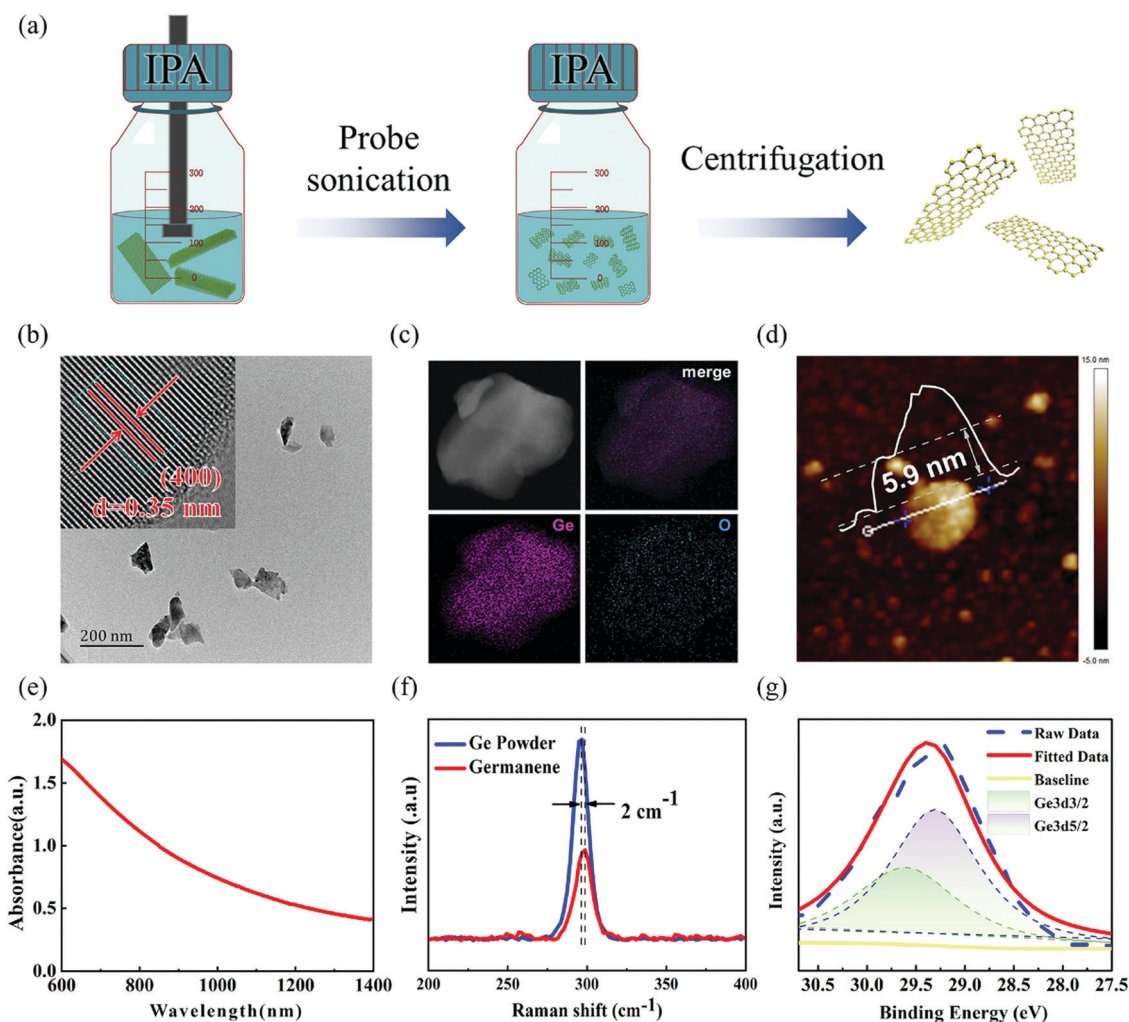 (a)
IPA
IPA
Probe
sonication
Centrifugation
300
200
100
0
300
200
100
0
(b)
(400)
d=0.35 nm
200 nm
(c)
merge
Ge
O
(d)
15.0 nm
5.9 nm
-5.0 nm
(e)
2.0
1.5
1.0
0.5
0.0
Absorbance(a.u.)
600
800
1000
1200
1400
Wavelength(nm)
(f)
Ge Powder
Germanene
2 cm-1
Intensity (.a.u)
200
250
300
350
400
Raman shift (cm-1)
(g)
Raw Data
Fitted Data
Baseline
Ge3d3/2
Ge3d5/2
Intensity (a.u.)
30.5
30.0
29.5
29.0
28.5
28.0
27.5
Binding Energy (eV)